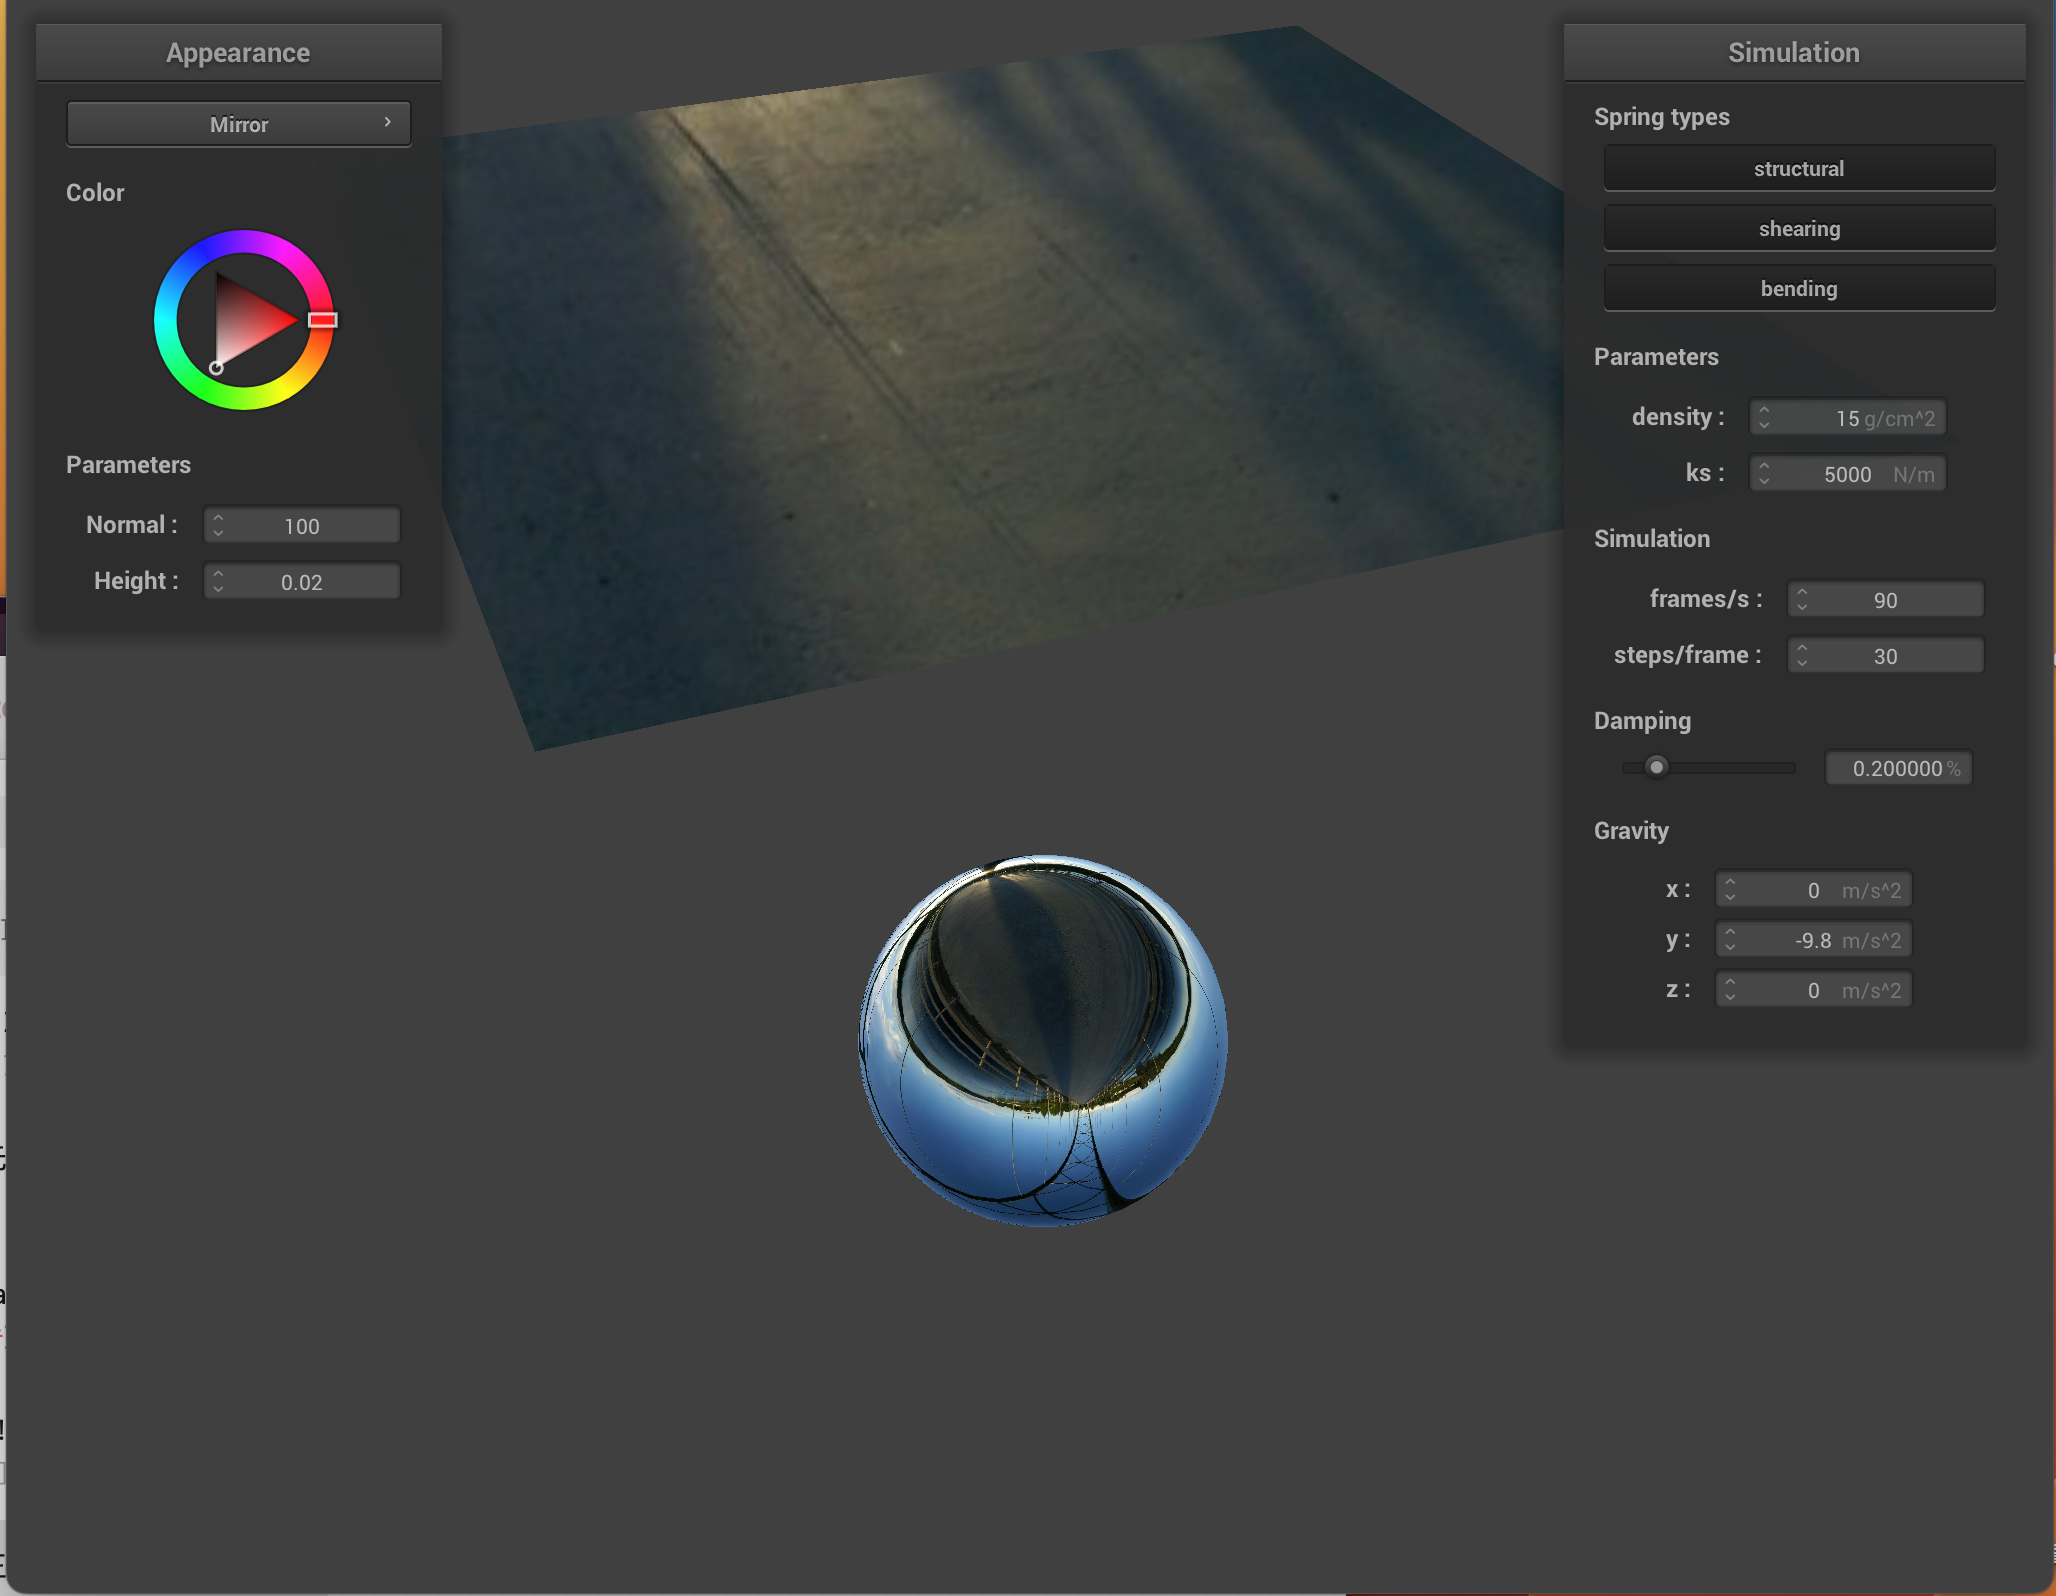 Appearance
Mirror
Color
Parameters
Normal : 100
Height : 0.02
Simulation
Spring types
structural
shearing
bending
Parameters
density : 15 g/cm^2
ks : 5000 N/m
Simulation
frames/s : 90
steps/frame : 30
Damping
0.200000 %
Gravity
x : 0 m/s^2
y : -9.8 m/s^2
z : 0 m/s^2